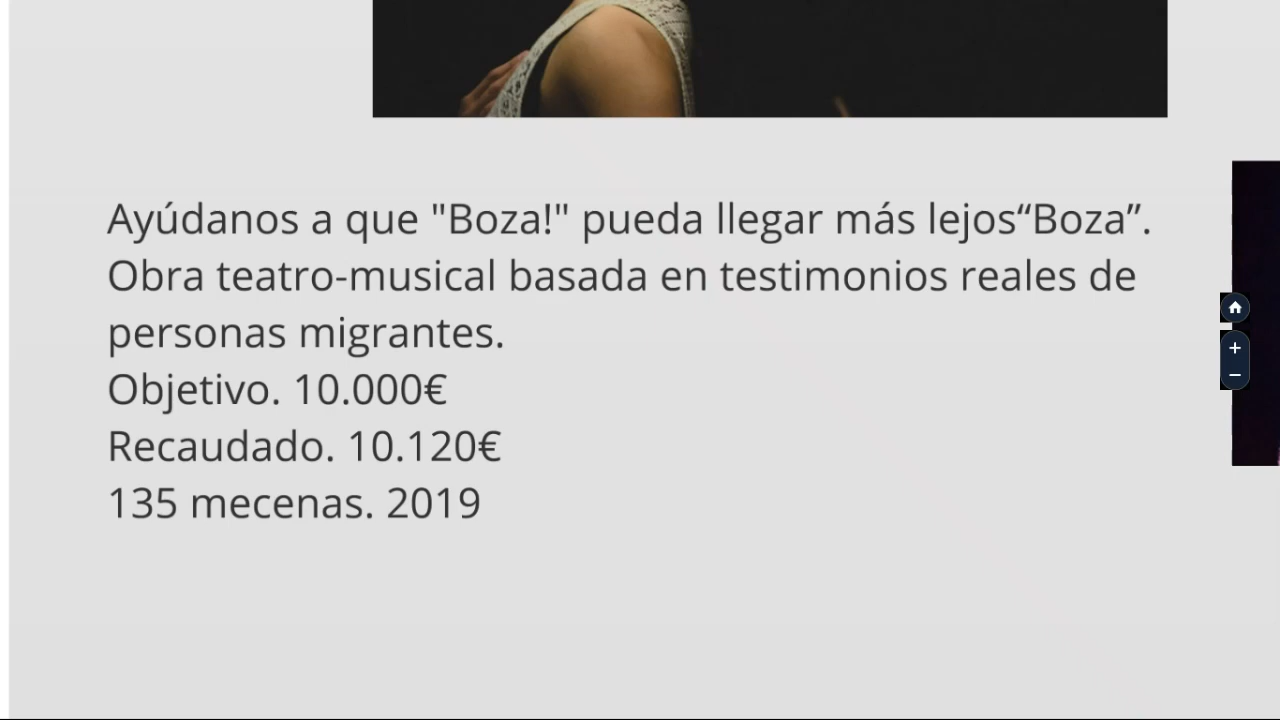 Ayúdanos a que "Boza!" pueda llegar más lejos“Boza”.
Obra teatro-musical basada en testimonios reales de
personas migrantes.
Objetivo. 10.000€
Recaudado. 10.120€
135 mecenas. 2019